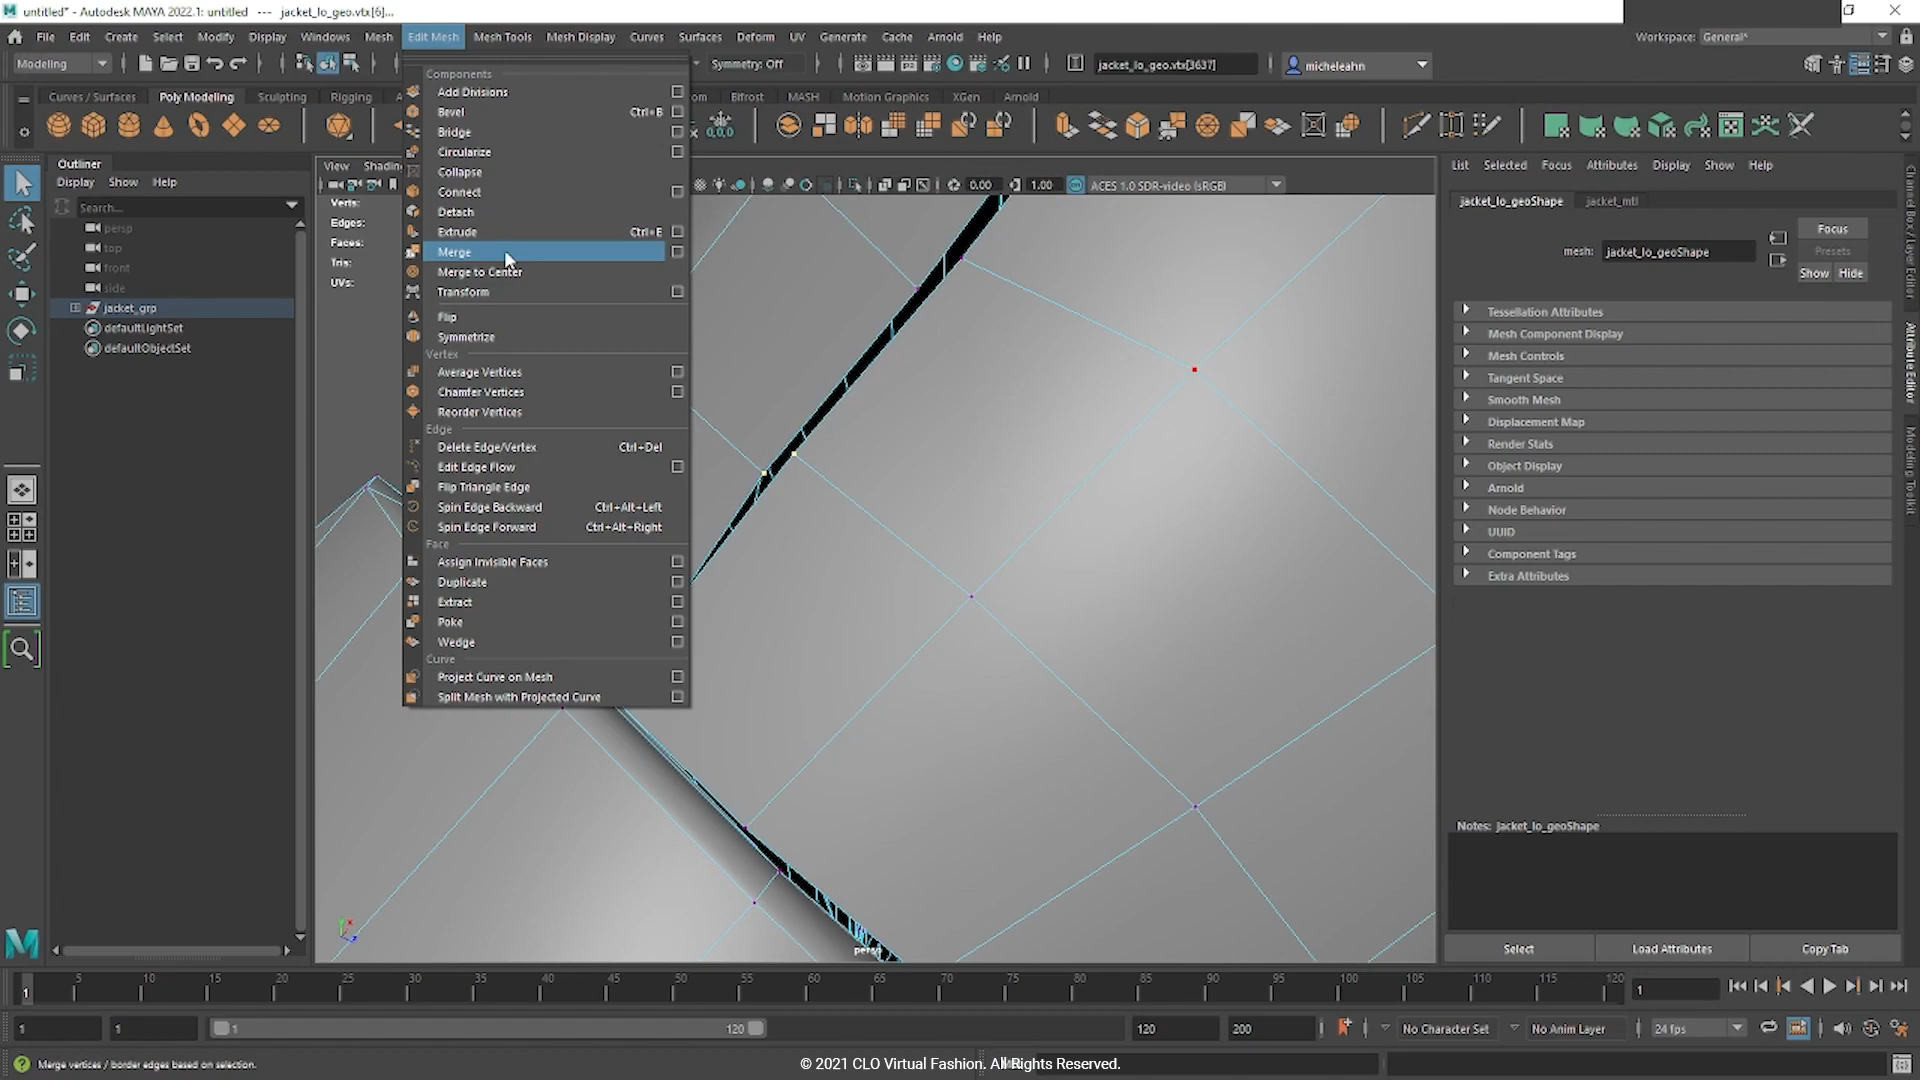 untitled* - Autodesk MAYA 2022.1: untitled --- jacket_lo_geo.vtx[6]...
File Edit Create Select Modify Display Windows Mesh Edit Mesh Mesh Tools Mesh Display Curves Surfaces Deform UV Generate Cache Arnold Help
Workspace: General*
Modeling
Symmetry: Off
jacket_lo_geo.vtx[3637]
micheleahn
Curves / Surfaces Poly Modeling Sculpting Rigging
Bifrost MASH Motion Graphics XGen Arnold
0,0,0
Outliner
Display Show Help
Search...
persp
top
front
side
jacket_grp
defaultLightSet
defaultObjectSet
View
Verts:
Edges:
Faces:
Tris:
UVs:
0.00
1.00
ACES 1.0 SDR-video (sRGB)
Components
Add Divisions
Bevel Ctrl+B
Bridge
Circularize
Collapse
Connect
Detach
Extrude Ctrl+E
Merge
Merge to Center
Transform
Flip
Symmetrize
Vertex
Average Vertices
Chamfer Vertices
Reorder Vertices
Edge
Delete Edge/Vertex Ctrl+Del
Edit Edge Flow
Flip Triangle Edge
Spin Edge Backward Ctrl+Alt+Left
Spin Edge Forward Ctrl+Alt+Right
Face
Assign Invisible Faces
Duplicate
Extract
Poke
Wedge
Curve
Project Curve on Mesh
Split Mesh with Projected Curve
persp
List Selected Focus Attributes Display Show Help
jacket_lo_geoShape jacket_mtl
Focus
Presets
Show Hide
mesh: jacket_lo_geoShape
Tessellation Attributes
Mesh Component Display
Mesh Controls
Tangent Space
Smooth Mesh
Displacement Map
Render Stats
Object Display
Arnold
Node Behavior
UUID
Component Tags
Extra Attributes
Notes: jacket_lo_geoShape
Select Load Attributes Copy Tab
Channel Box / Layer Editor
Attribute Editor
Modeling Toolkit
1 5 10 15 20 25 30 35 40 45 50 55 60 65 70 75 80 85 90 95 100 105 110 115 120
1
1 1 1 120 120 200
No Character Set No Anim Layer 24 fps
Merge vertices / border edges based on selection.
© 2021 CLO Virtual Fashion. All Rights Reserved.